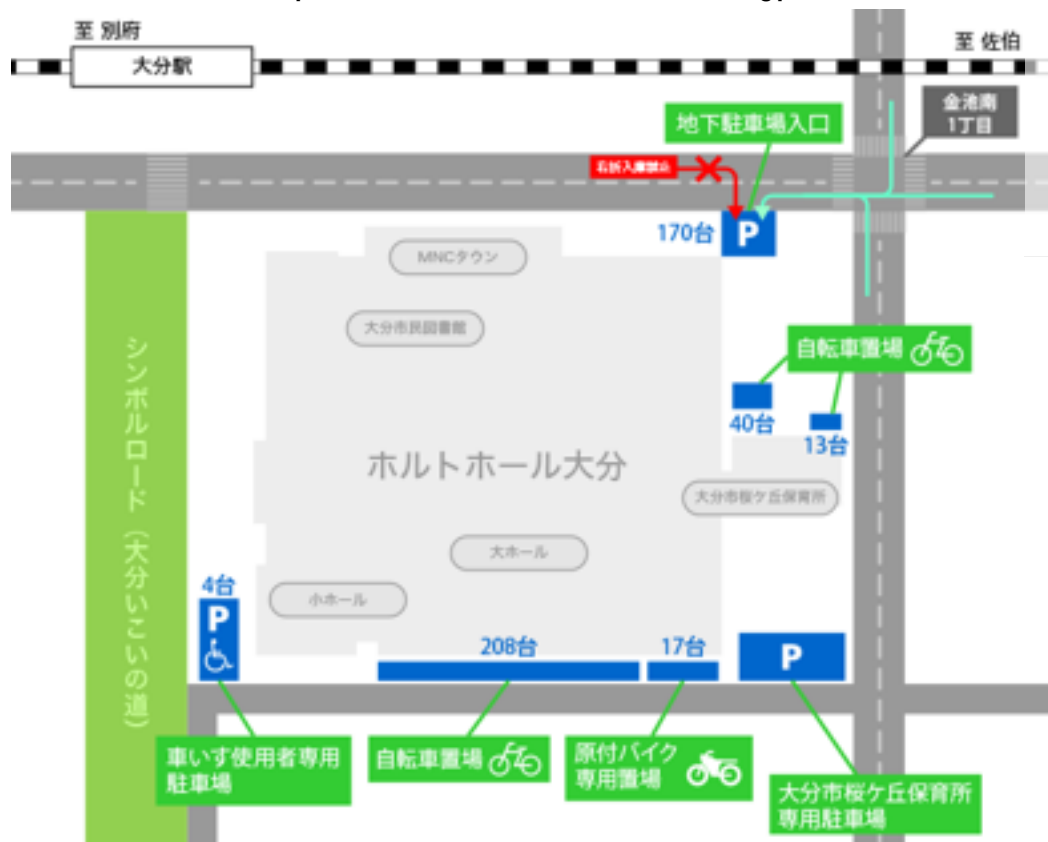 至 別府
大分駅
至 佐伯
金池南
1丁目
地下駐車場入口
右折入庫禁止
170台
P
MNCタウン
大分市民図書館
自転車置場
40台
13台
シンボルロード（大分いこいの道）
ホルトホール大分
大分市桜ケ丘保育所
大ホール
小ホール
4台
P
208台
17台
P
車いす使用者専用
駐車場
自転車置場
原付バイク
専用置場
大分市桜ケ丘保育所
専用駐車場